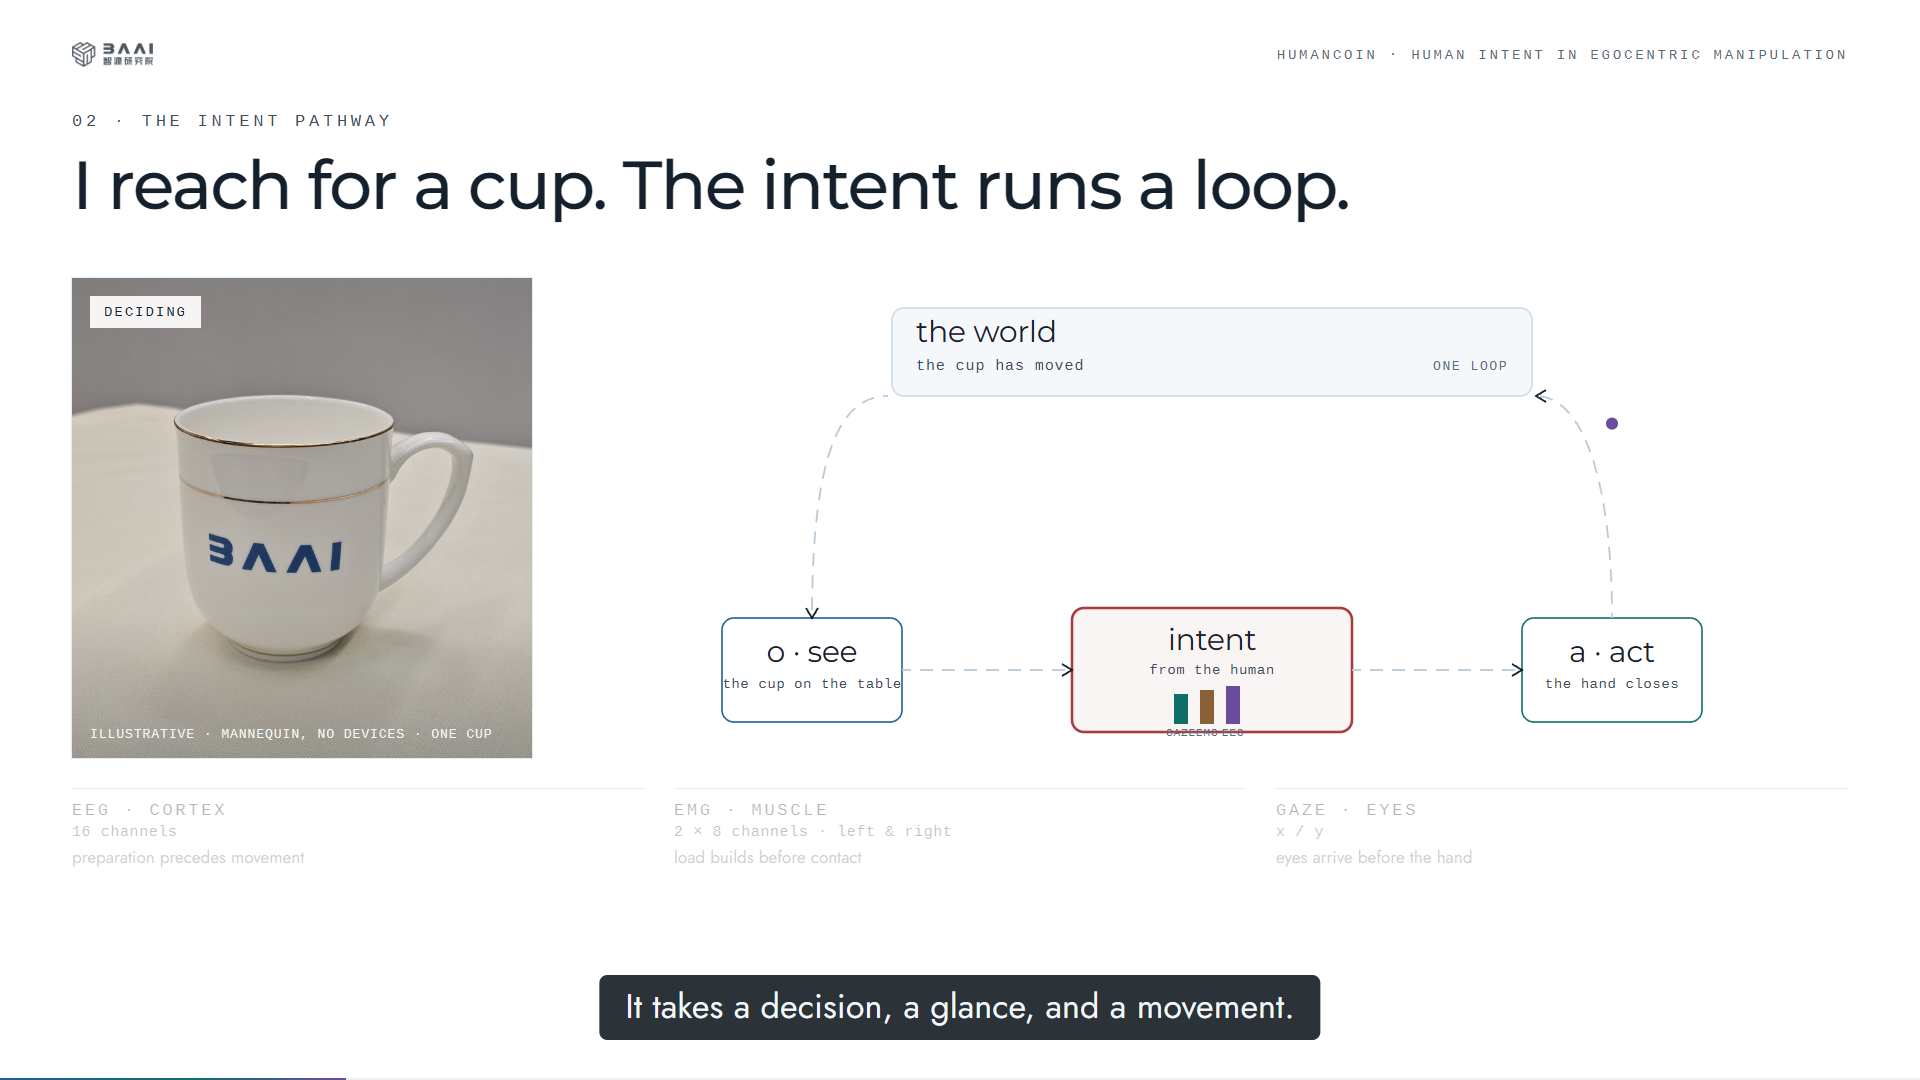 BAAI
智源研究院
HUMANCOIN · HUMAN INTENT IN EGOCENTRIC MANIPULATION
02 · THE INTENT PATHWAY
I reach for a cup. The intent runs a loop.
DECIDING
BAAI
ILLUSTRATIVE · MANNEQUIN, NO DEVICES · ONE CUP
the world
the cup has moved
ONE LOOP
o · see
the cup on the table
intent
from the human
GAZE EMG EEG
a · act
the hand closes
EEG · CORTEX
16 channels
preparation precedes movement
EMG · MUSCLE
2 × 8 channels · left & right
load builds before contact
GAZE · EYES
x / y
eyes arrive before the hand
It takes a decision, a glance, and a movement.